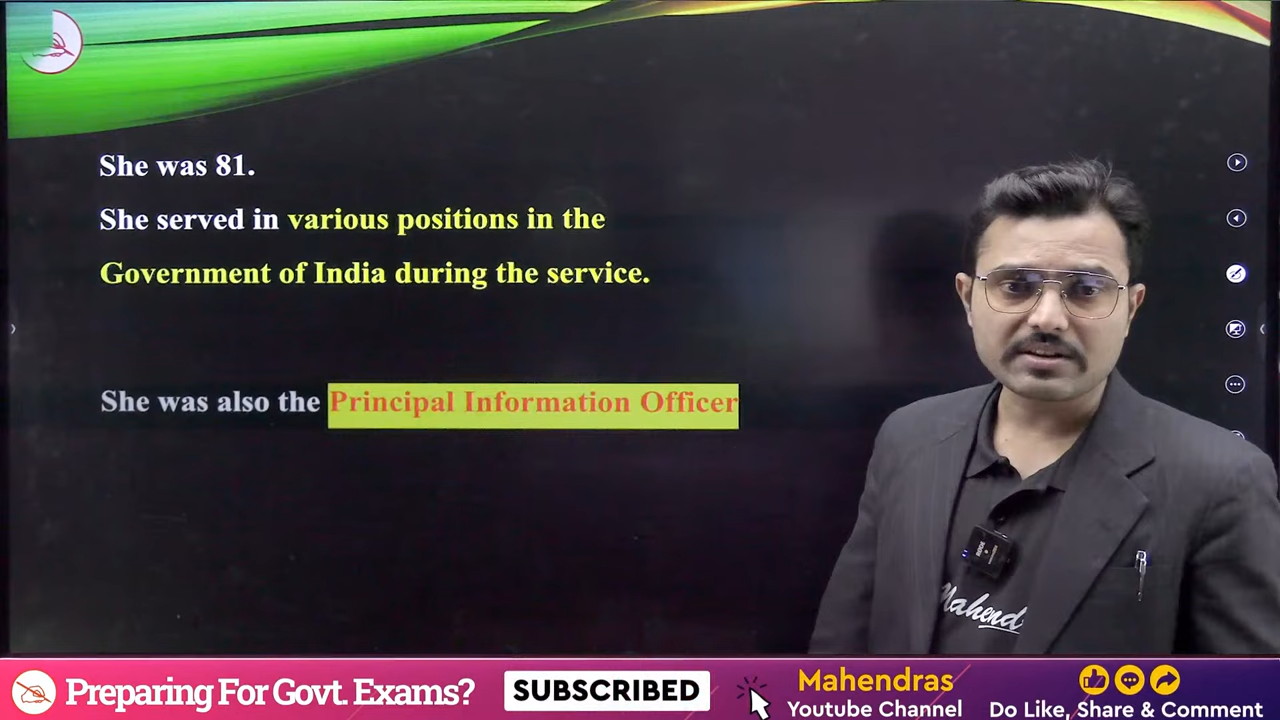 She was 81.
She served in various positions in the
Government of India during the service.
She was also the Principal Information Officer
Mahend
Preparing For Govt. Exams?
SUBSCRIBED
Mahendras
Youtube Channel
Do Like, Share & Comment